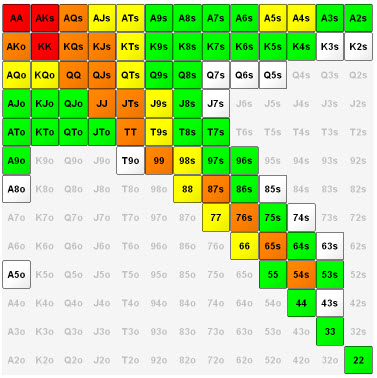 AA AKs AQs AJs ATs A9s A8s A7s A6s A5s A4s A3s A2s
AKo KK KQs KJs KTs K9s K8s K7s K6s K5s K4s K3s K2s
AQo KQo QQ QJs QTs Q9s Q8s Q7s Q6s Q5s Q4s Q3s Q2s
AJo KJo QJo JJ JTs J9s J8s J7s J6s J5s J4s J3s J2s
ATo KTo QTo JTo TT T9s T8s T7s T6s T5s T4s T3s T2s
A9o K9o Q9o J9o T9o 99 98s 97s 96s 95s 94s 93s 92s
A8o K8o Q8o J8o T8o 98o 88 87s 86s 85s 84s 83s 82s
A7o K7o Q7o J7o T7o 97o 87o 77 76s 75s 74s 73s 72s
A6o K6o Q6o J6o T6o 96o 86o 76o 66 65s 64s 63s 62s
A5o K5o Q5o J5o T5o 95o 85o 75o 65o 55 54s 53s 52s
A4o K4o Q4o J4o T4o 94o 84o 74o 64o 54o 44 43s 42s
A3o K3o Q3o J3o T3o 93o 83o 73o 63o 53o 43o 33 32s
A2o K2o Q2o J2o T2o 92o 82o 72o 62o 52o 42o 32o 22